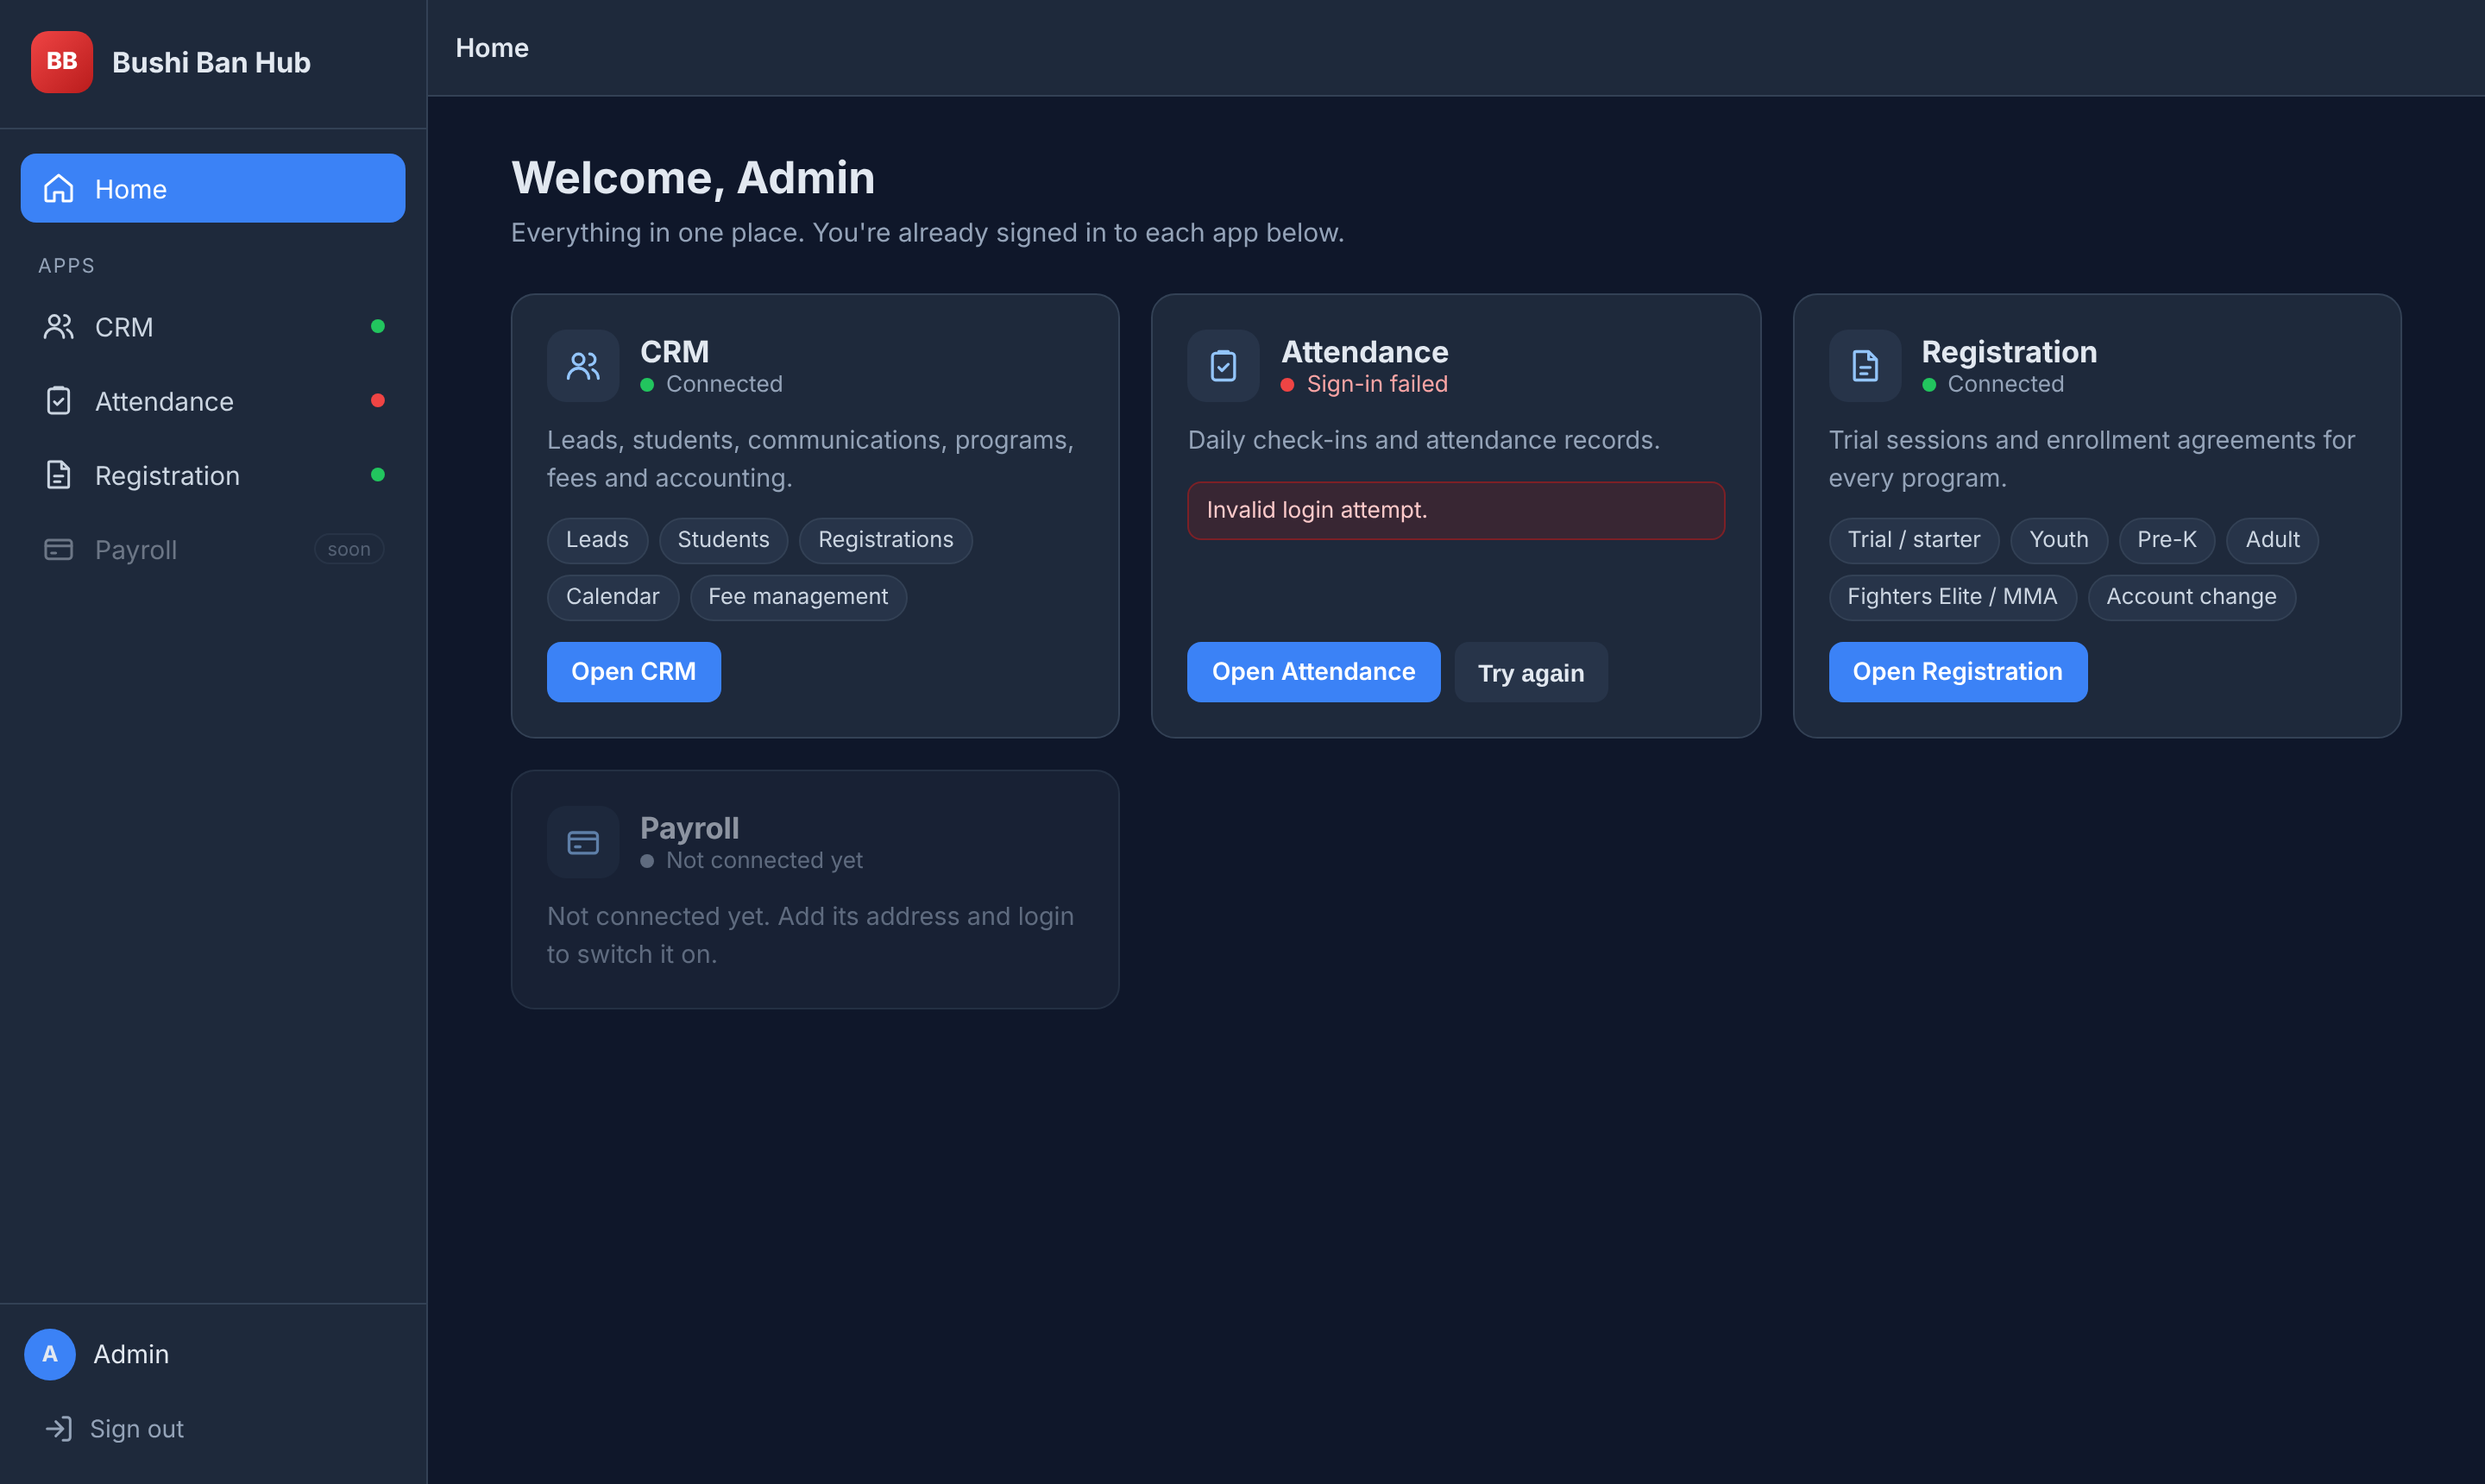 BB
Bushi Ban Hub
Home
APPS
CRM
Attendance
Registration
Payroll
soon
A
Admin
Sign out
Home
Welcome, Admin
Everything in one place. You're already signed in to each app below.
CRM
Connected
Leads, students, communications, programs,
fees and accounting.
Leads
Students
Registrations
Calendar
Fee management
Open CRM
Attendance
Sign-in failed
Daily check-ins and attendance records.
Invalid login attempt.
Open Attendance
Try again
Registration
Connected
Trial sessions and enrollment agreements for
every program.
Trial / starter
Youth
Pre-K
Adult
Fighters Elite / MMA
Account change
Open Registration
Payroll
Not connected yet
Not connected yet. Add its address and login
to switch it on.